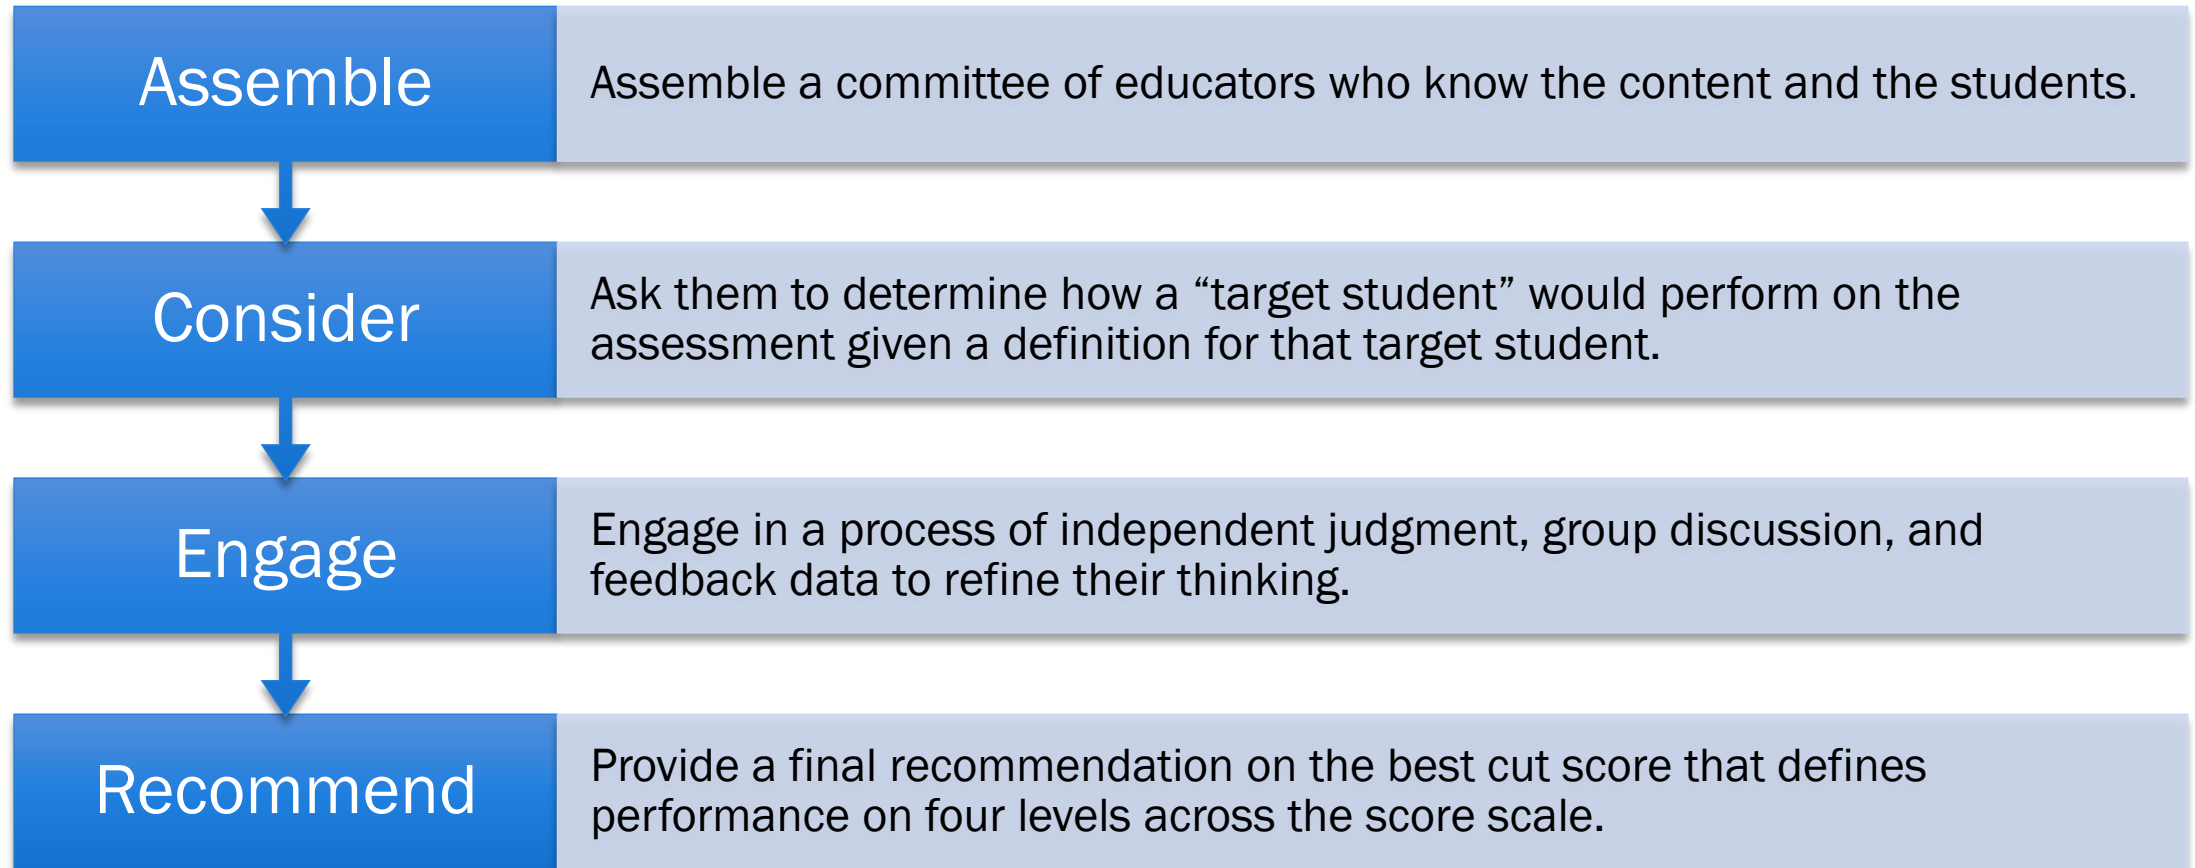 Assemble
Assemble a committee of educators who know the content and the students.
Consider
Ask them to determine how a “target student” would perform on the
assessment given a definition for that target student.
Engage
Engage in a process of independent judgment, group discussion, and
feedback data to refine their thinking.
Recommend
Provide a final recommendation on the best cut score that defines
performance on four levels across the score scale.